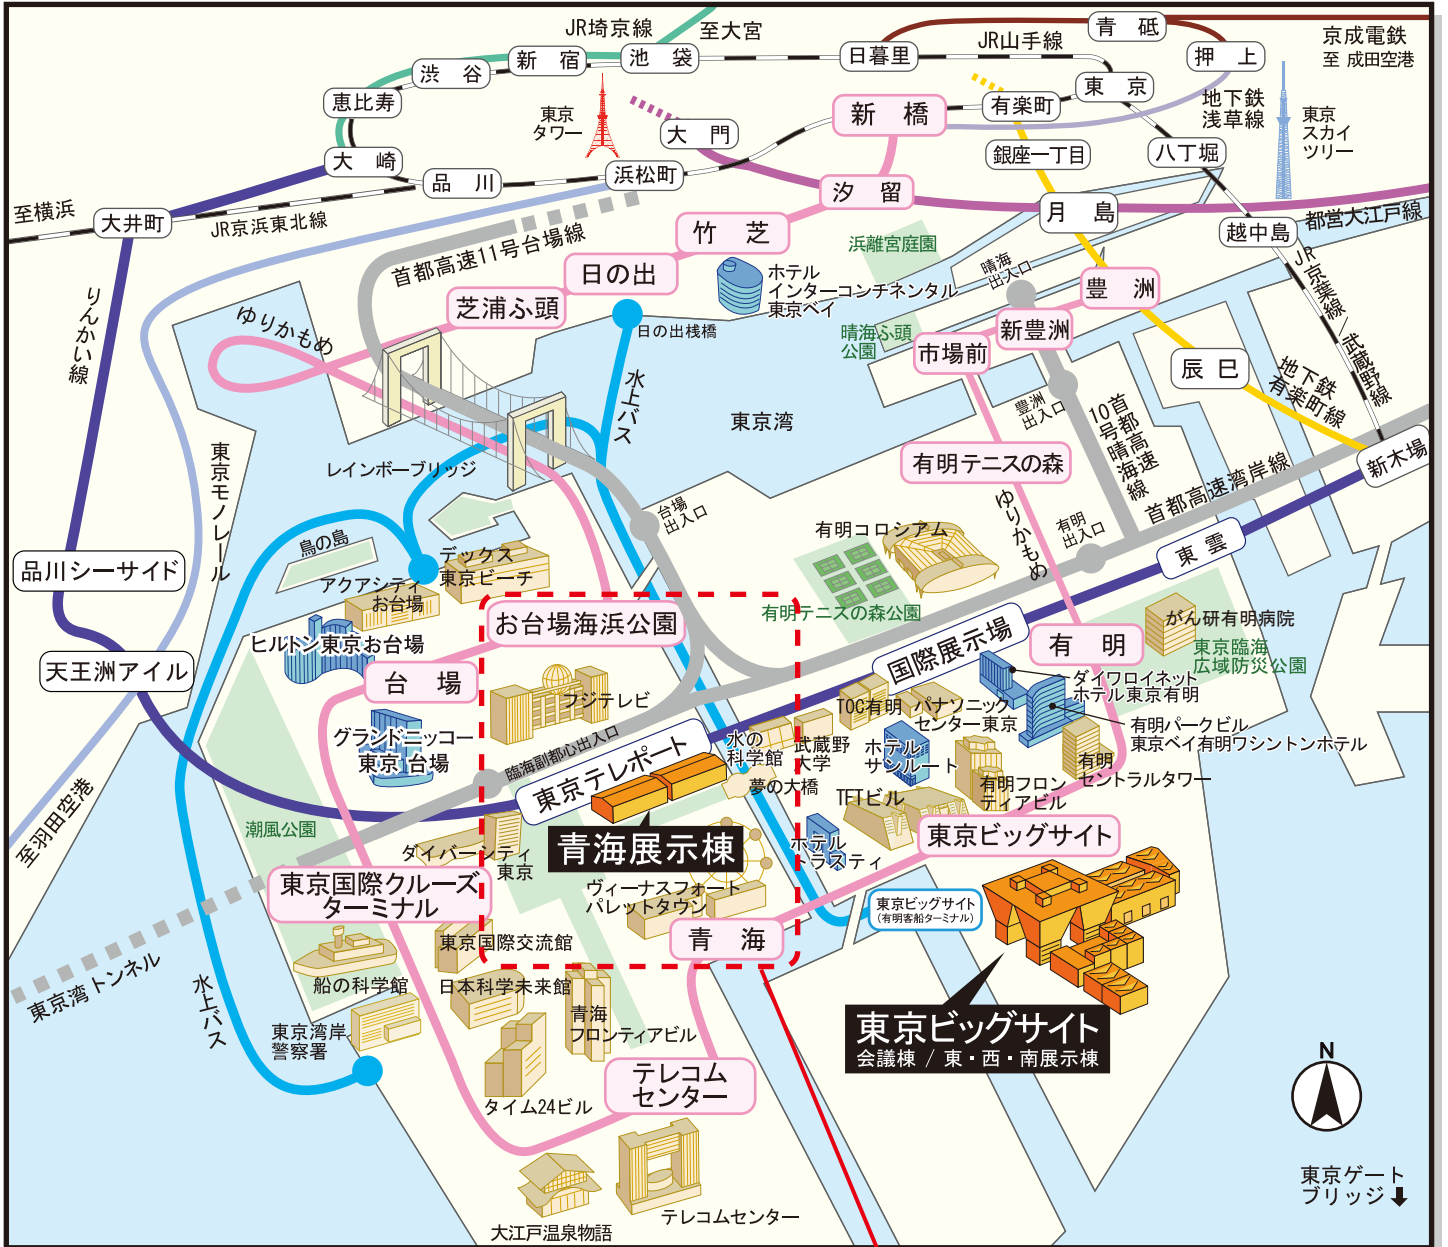 JR埼京線
至大宮
新　宿
池　袋
渋　谷
恵比寿
日暮里
JR山手線
青　砥
押　上
京成電鉄
至 成田空港
東　京
有楽町
地下鉄
浅草線
東京
スカイ
ツリー
東京
タワー
大　門
新　橋
銀座一丁目
八丁堀
大　崎
品　川
浜松町
汐　留
月　島
越中島
都営大江戸線
至横浜
大井町
JR京浜東北線
首都高速11号台場線
竹　芝
浜離宮庭園
晴海
出入口
JR京葉線/武蔵野線
日の出
ホテル
インターコンチネンタル
東京ベイ
豊　洲
芝浦ふ頭
日の出桟橋
晴海ふ頭
公園
市場前
新豊洲
辰 巳
地下鉄
有楽町線
りんかい線
ゆりかもめ
水上バス
東京湾
豊洲
出入口
10号
首都高速
晴海線
新木場
首都高速湾岸線
レインボーブリッジ
有明テニスの森
ゆりかもめ
有明
出入口
東京モノレール
台場
出入口
有明コロシアム
東 雲
鳥の島
デックス
東京ビーチ
アクアシティ
お台場
品川シーサイド
有明テニスの森公園
お台場海浜公園
ヒルトン東京お台場
国際展示場
有　明
がん研有明病院
東京臨海
広域防災公園
天王洲アイル
台　場
フジテレビ
ダイワロイネット
ホテル東京有明
TOC有明
パナソニック
センター東京
有明パークビル
東京ベイ有明ワシントンホテル
グランドニッコー
東京 台場
臨海副都心出入口
東京テレポート
水の
科学館
武蔵野
大学
ホテル
サンルート
有明
セントラルタワー
有明フロン
ティアビル
夢の大橋
TFTビル
至羽田空港
潮風公園
青海展示棟
東京ビッグサイト
ダイバーシティ
東京
ホテル
トラスティ
東京国際クルーズ
ターミナル
ヴィーナスフォート
パレットタウン
東京ビッグサイト
(有明客船ターミナル)
青　海
東京国際交流館
東京湾トンネル
水上バス
船の科学館
日本科学未来館
青海
フロンティアビル
東京湾岸
警察署
東京ビッグサイト
会議棟 / 東・西・南展示棟
テレコム
センター
タイム24ビル
N
東京ゲート
ブリッジ
大江戸温泉物語
テレコムセンター